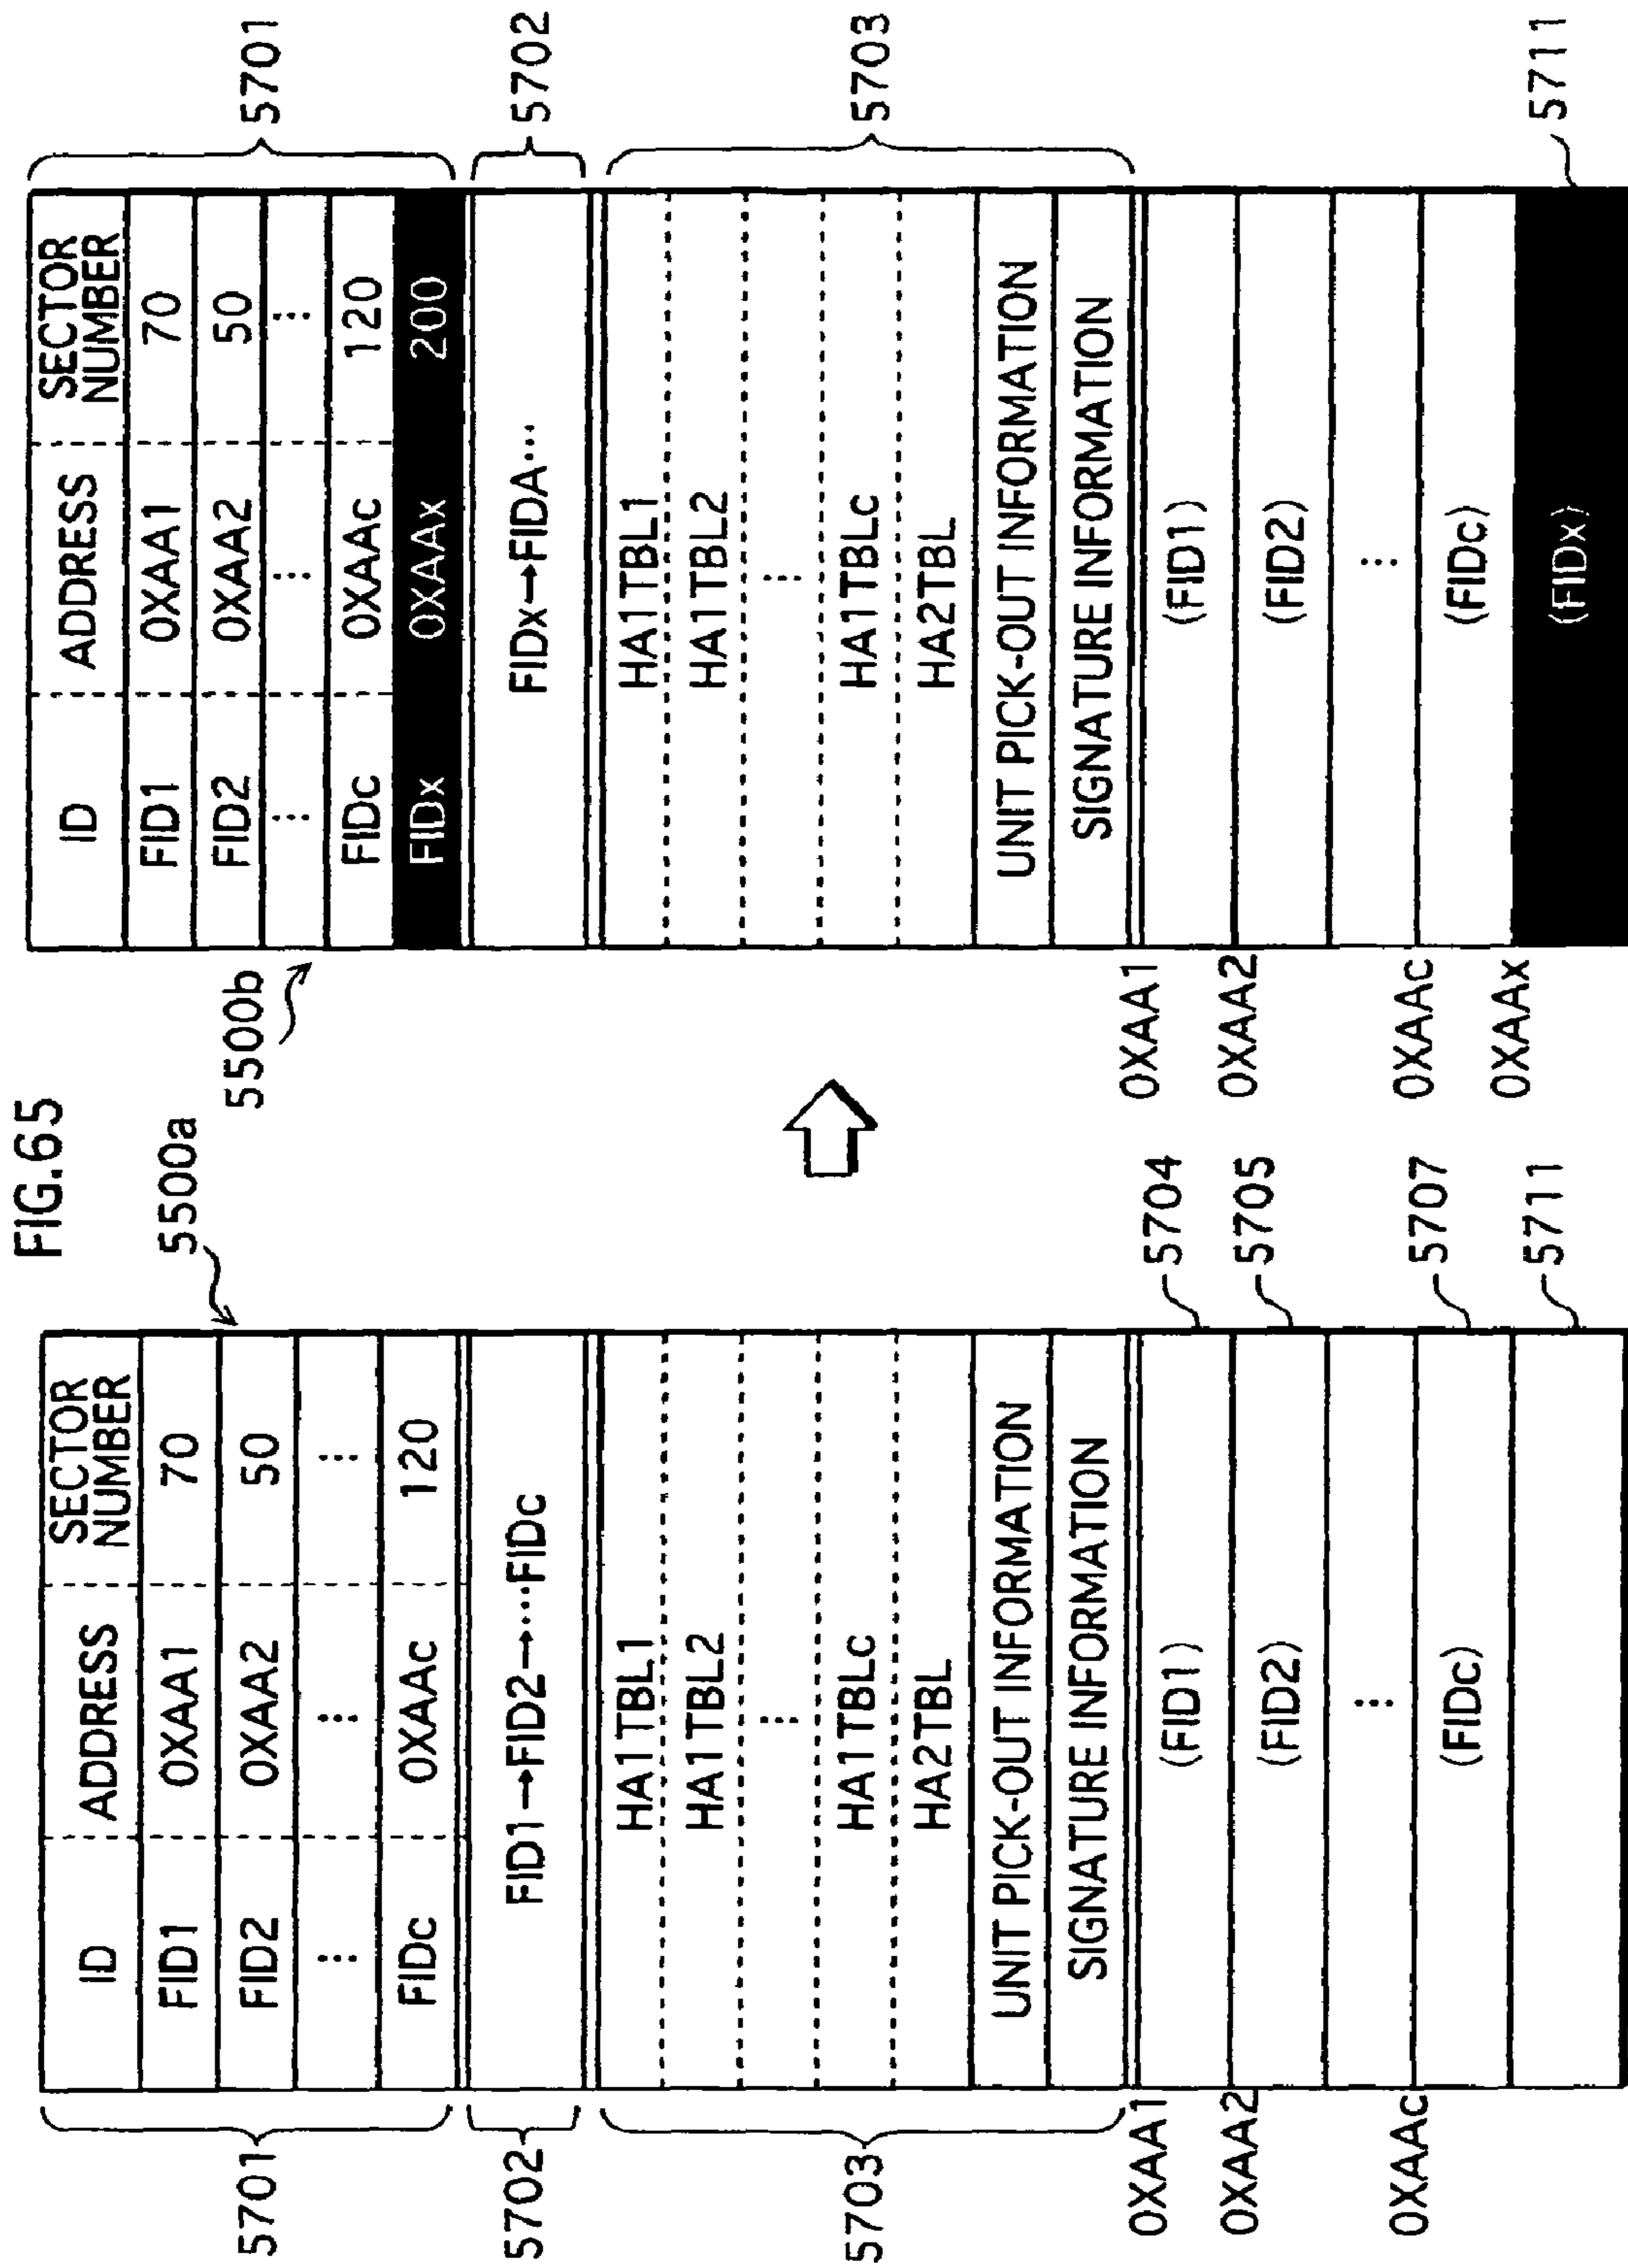 FIG.65
5500a
ID ADDRESS SECTOR NUMBER
FID1 0XAA1 70
FID2 0XAA2 50
... ... ...
FIDc 0XAAc 120
5701
FID1→FID2→...FIDc
5702
HA1TBL1
HA1TBL2
...
HA1TBLc
HA2TBL
UNIT PICK-OUT INFORMATION
SIGNATURE INFORMATION
5703
0XAA1 (FID1) 5704
0XAA2 (FID2) 5705
...
0XAAc (FIDc) 5707
5711
5500b
ID ADDRESS SECTOR NUMBER
FID1 0XAA1 70
FID2 0XAA2 50
... ... ...
FIDc 0XAAc 120
FIDx 0XAAx 200
5701
FIDx→FIDA...
5702
HA1TBL1
HA1TBL2
...
HA1TBLc
HA2TBL
UNIT PICK-OUT INFORMATION
SIGNATURE INFORMATION
5703
0XAA1 (FID1)
0XAA2 (FID2)
...
0XAAc (FIDc)
0XAAx (FIDx) 5711